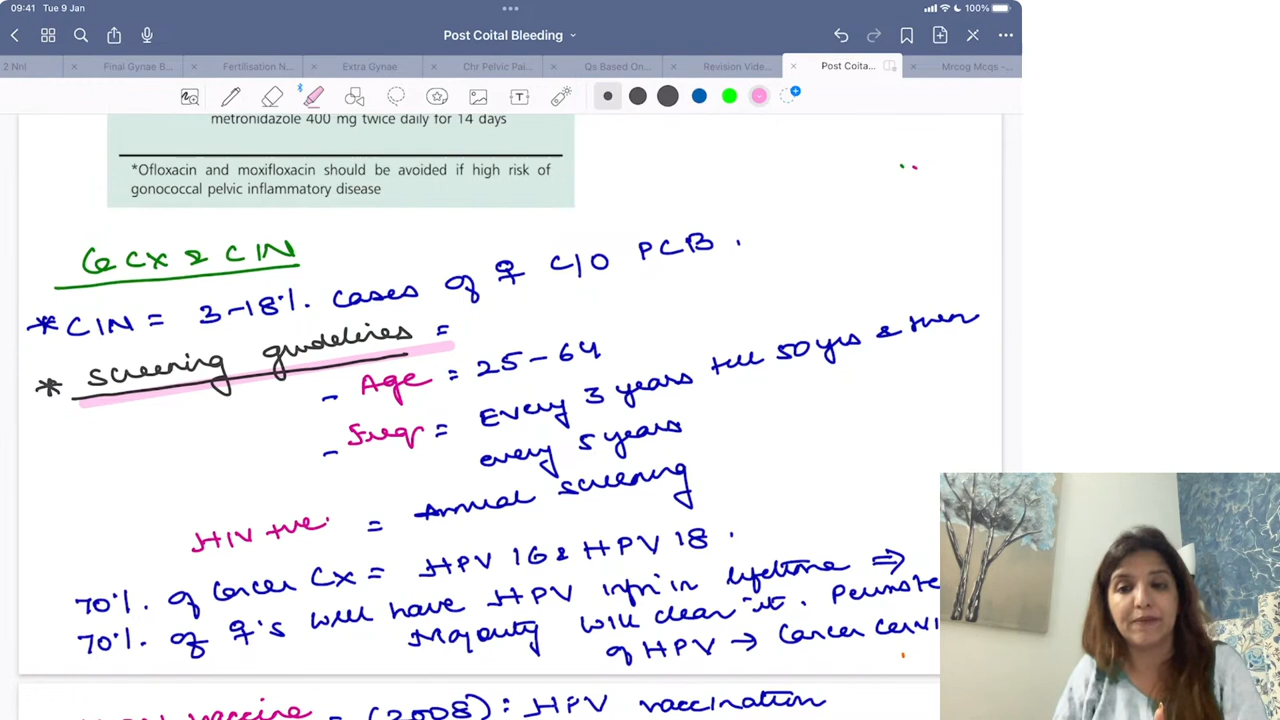 09:41 Tue 9 Jan
100%
Post Coital Bleeding
2 Nnl
Final Gynae B...
Fertilisation N...
Extra Gynae
Chr Pelvic Pai...
Qs Based On...
Revision Vide...
Post Coita...
Mrcog Mcqs -...
metronidazole 400 mg twice daily for 14 days
*Ofloxacin and moxifloxacin should be avoided if high risk of
gonococcal pelvic inflammatory disease
Ca Cx & CIN
* CIN = 3-18%. cases of ♀ C/O PCB.
* Screening guidelines =
- Age = 25-64
- Freq = Every 3 years till 50 yrs & then
every 5 years
HIV +ve = Annual screening
70%. of Cancer Cx = HPV 16 & HPV 18.
70%. of ♀'s will have HPV infn in lifetime ⇒
Majority will clear it.
of HPV → Cancer cervi
vaccine = (2008): HPV vaccination